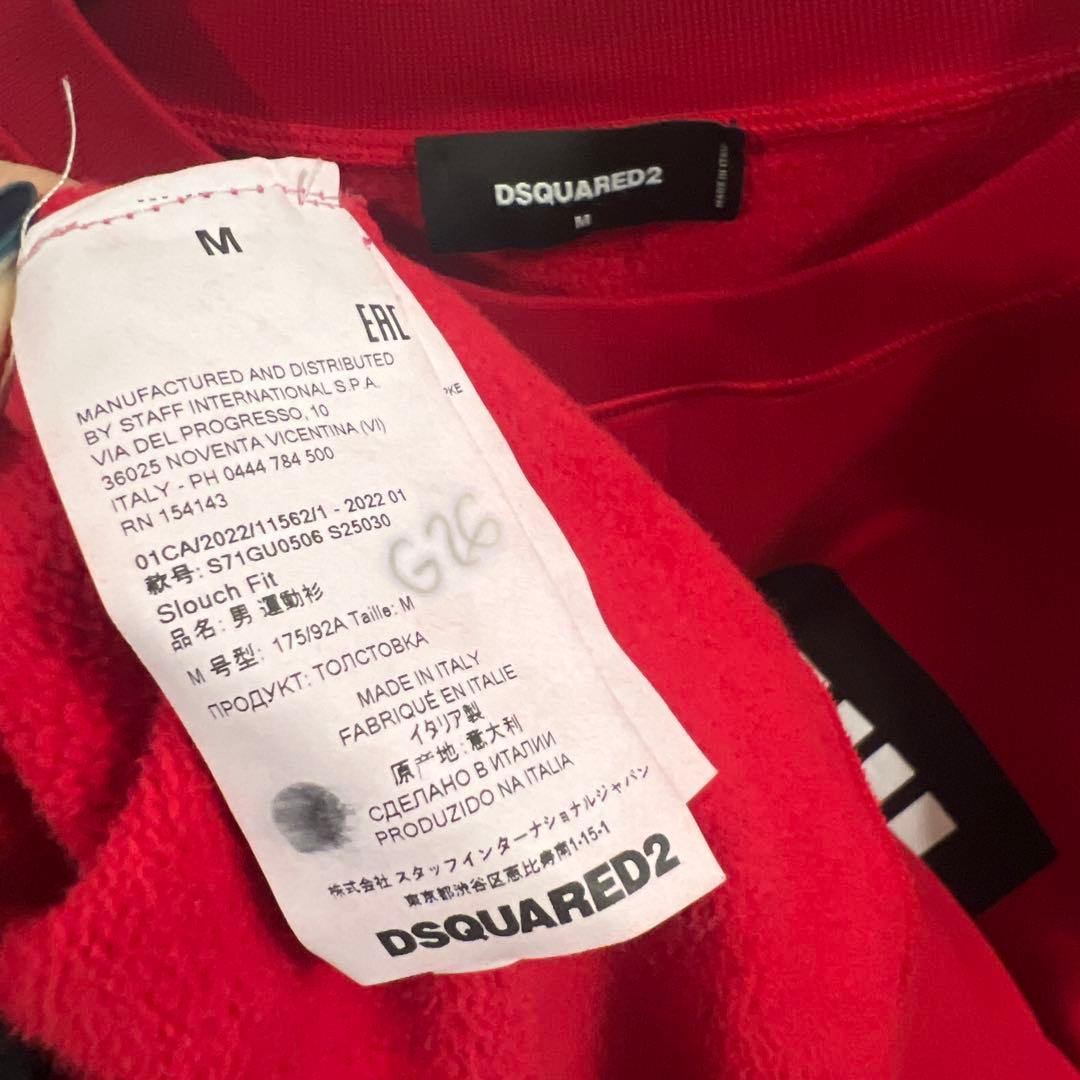 DSQUARED2
M
MADE IN ITALY
M
EAC
MANUFACTURED AND DISTRIBUTED
BY STAFF INTERNATIONAL S.P.A.
VIA DEL PROGRESSO, 10
36025 NOVENTA VICENTINA (VI)
ITALY - PH 0444 784 500
RN 154143
01CA/2022/11562/1 - 2022 01
款号: S71GU0506 S25030
Slouch Fit
品名: 男 運動衫
M 号型: 175/92A Taille: M
ПРОДУКТ: ТОЛСТОВКА
G26
MADE IN ITALY
FABRIQUÉ EN ITALIE
イタリア製
原产地: 意大利
СДЕЛАНО В ИТАЛИИ
PRODUZIDO NA ITALIA
株式会社 スタッフインターナショナルジャパン
東京都渋谷区恵比寿南1-15-1
DSQUARED2